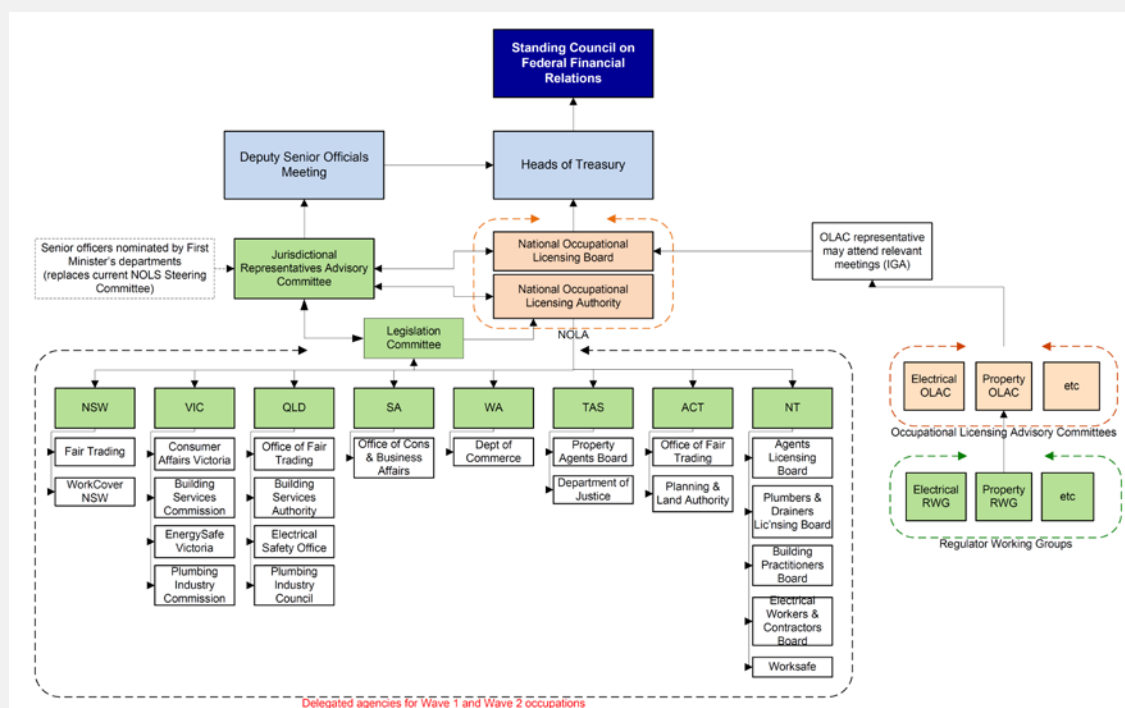 Standing Council on
Federal Financial
Relations
Deputy Senior Officials
Meeting
Heads of Treasury
Senior officers nominated by First
Minister's departments
(replaces current NOLS Steering
Committee)
Jurisdictional
Representatives Advisory
Committee
National Occupational
Licensing Board
National Occupational
Licensing Authority
NOLA
OLAC representative
may attend relevant
meetings (IGA)
Legislation
Committee
Electrical
OLAC
Property
OLAC
etc
Occupational Licensing Advisory Committees
Electrical
RWG
Property
RWG
etc
Regulator Working Groups
NSW
VIC
QLD
SA
WA
TAS
ACT
NT
Fair Trading
WorkCover
NSW
Consumer
Affairs Victoria
Building
Services
Commission
EnergySafe
Victoria
Plumbing
Industry
Commission
Office of Fair
Trading
Building
Services
Authority
Electrical
Safety Office
Plumbing
Industry
Council
Office of Cons
& Business
Affairs
Dept of
Commerce
Property
Agents Board
Department of
Justice
Office of Fair
Trading
Planning &
Land Authority
Agents
Licensing
Board
Plumbers &
Drainers
Lic'nsing Board
Building
Practitioners
Board
Electrical
Workers &
Contractors
Board
Worksafe
Delegated agencies for Wave 1 and Wave 2 occupations